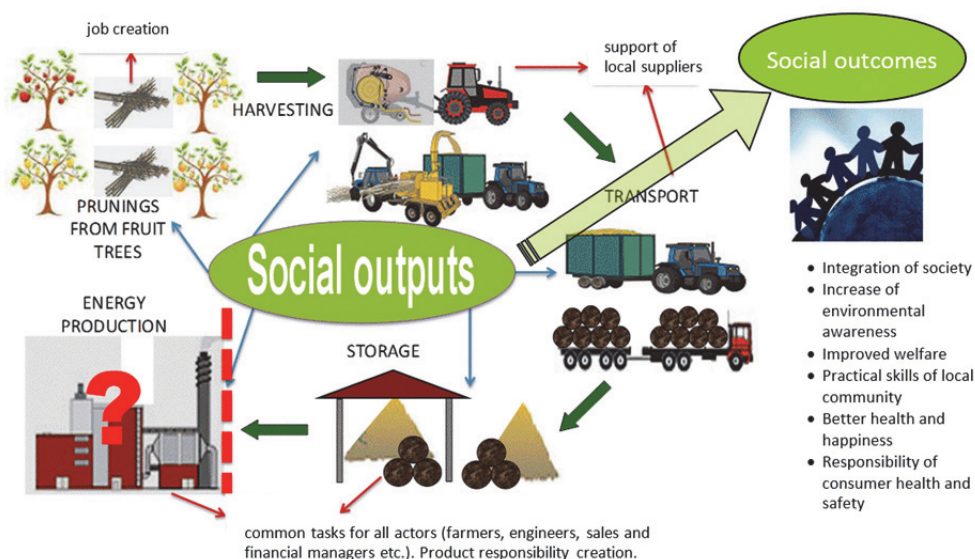 job creation
support of
local suppliers
Social outcomes
HARVESTING
TRANSPORT
PRUNINGS
FROM FRUIT
TREES
Social outputs
ENERGY
PRODUCTION
?
STORAGE
• Integration of society
• Increase of
environmental
awareness
• Improved welfare
• Practical skills of local
community
• Better health and
happiness
• Responsibility of
consumer health and
safety
common tasks for all actors (farmers, engineers, sales and
financial managers etc.). Product responsibility creation.